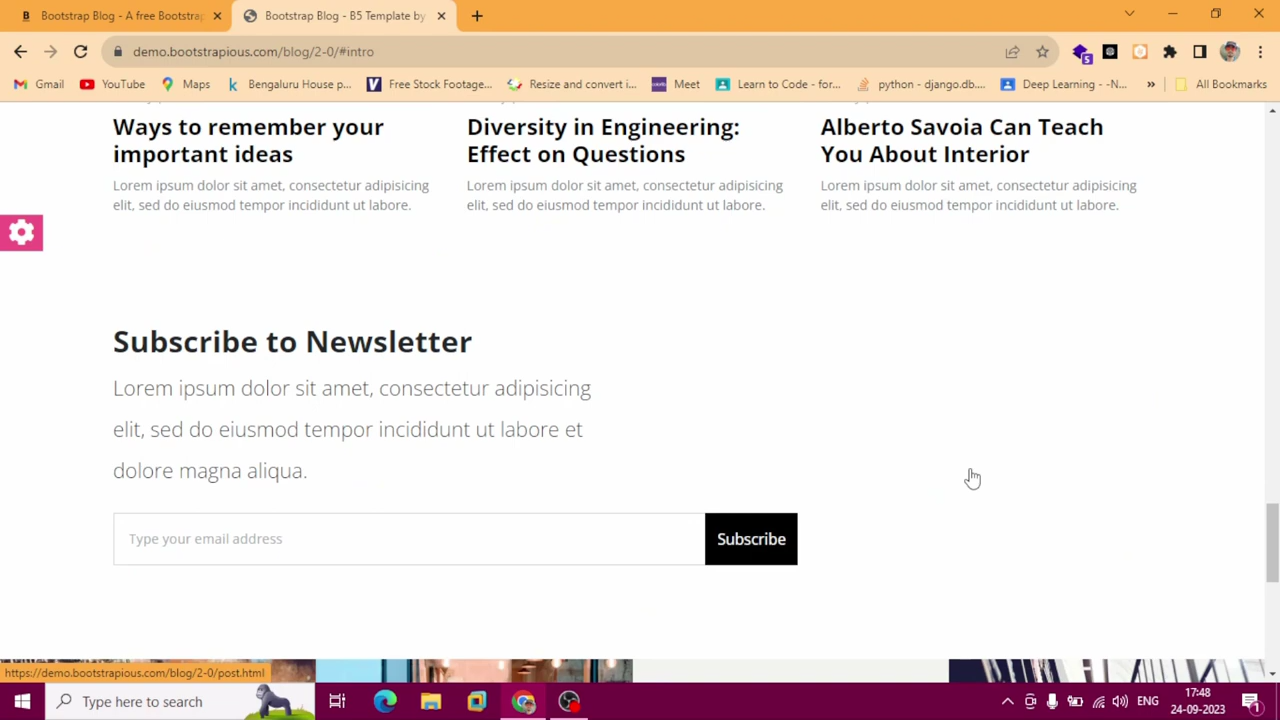 Bootstrap Blog - A free Bootstrap
Bootstrap Blog - B5 Template by
demo.bootstrapious.com/blog/2-0/#intro
5
Gmail
YouTube
Maps
Bengaluru House p...
Free Stock Footage...
Resize and convert i...
Meet
Learn to Code - for...
python - django.db....
Deep Learning - -N...
»
All Bookmarks
Ways to remember your
important ideas
Lorem ipsum dolor sit amet, consectetur adipisicing
elit, sed do eiusmod tempor incididunt ut labore.
Diversity in Engineering:
Effect on Questions
Lorem ipsum dolor sit amet, consectetur adipisicing
elit, sed do eiusmod tempor incididunt ut labore.
Alberto Savoia Can Teach
You About Interior
Lorem ipsum dolor sit amet, consectetur adipisicing
elit, sed do eiusmod tempor incididunt ut labore.
Subscribe to Newsletter
Lorem ipsum dolor sit amet, consectetur adipisicing
elit, sed do eiusmod tempor incididunt ut labore et
dolore magna aliqua.
Type your email address
Subscribe
https://demo.bootstrapious.com/blog/2-0/post.html
Type here to search
ENG
17:48
24-09-2023
1